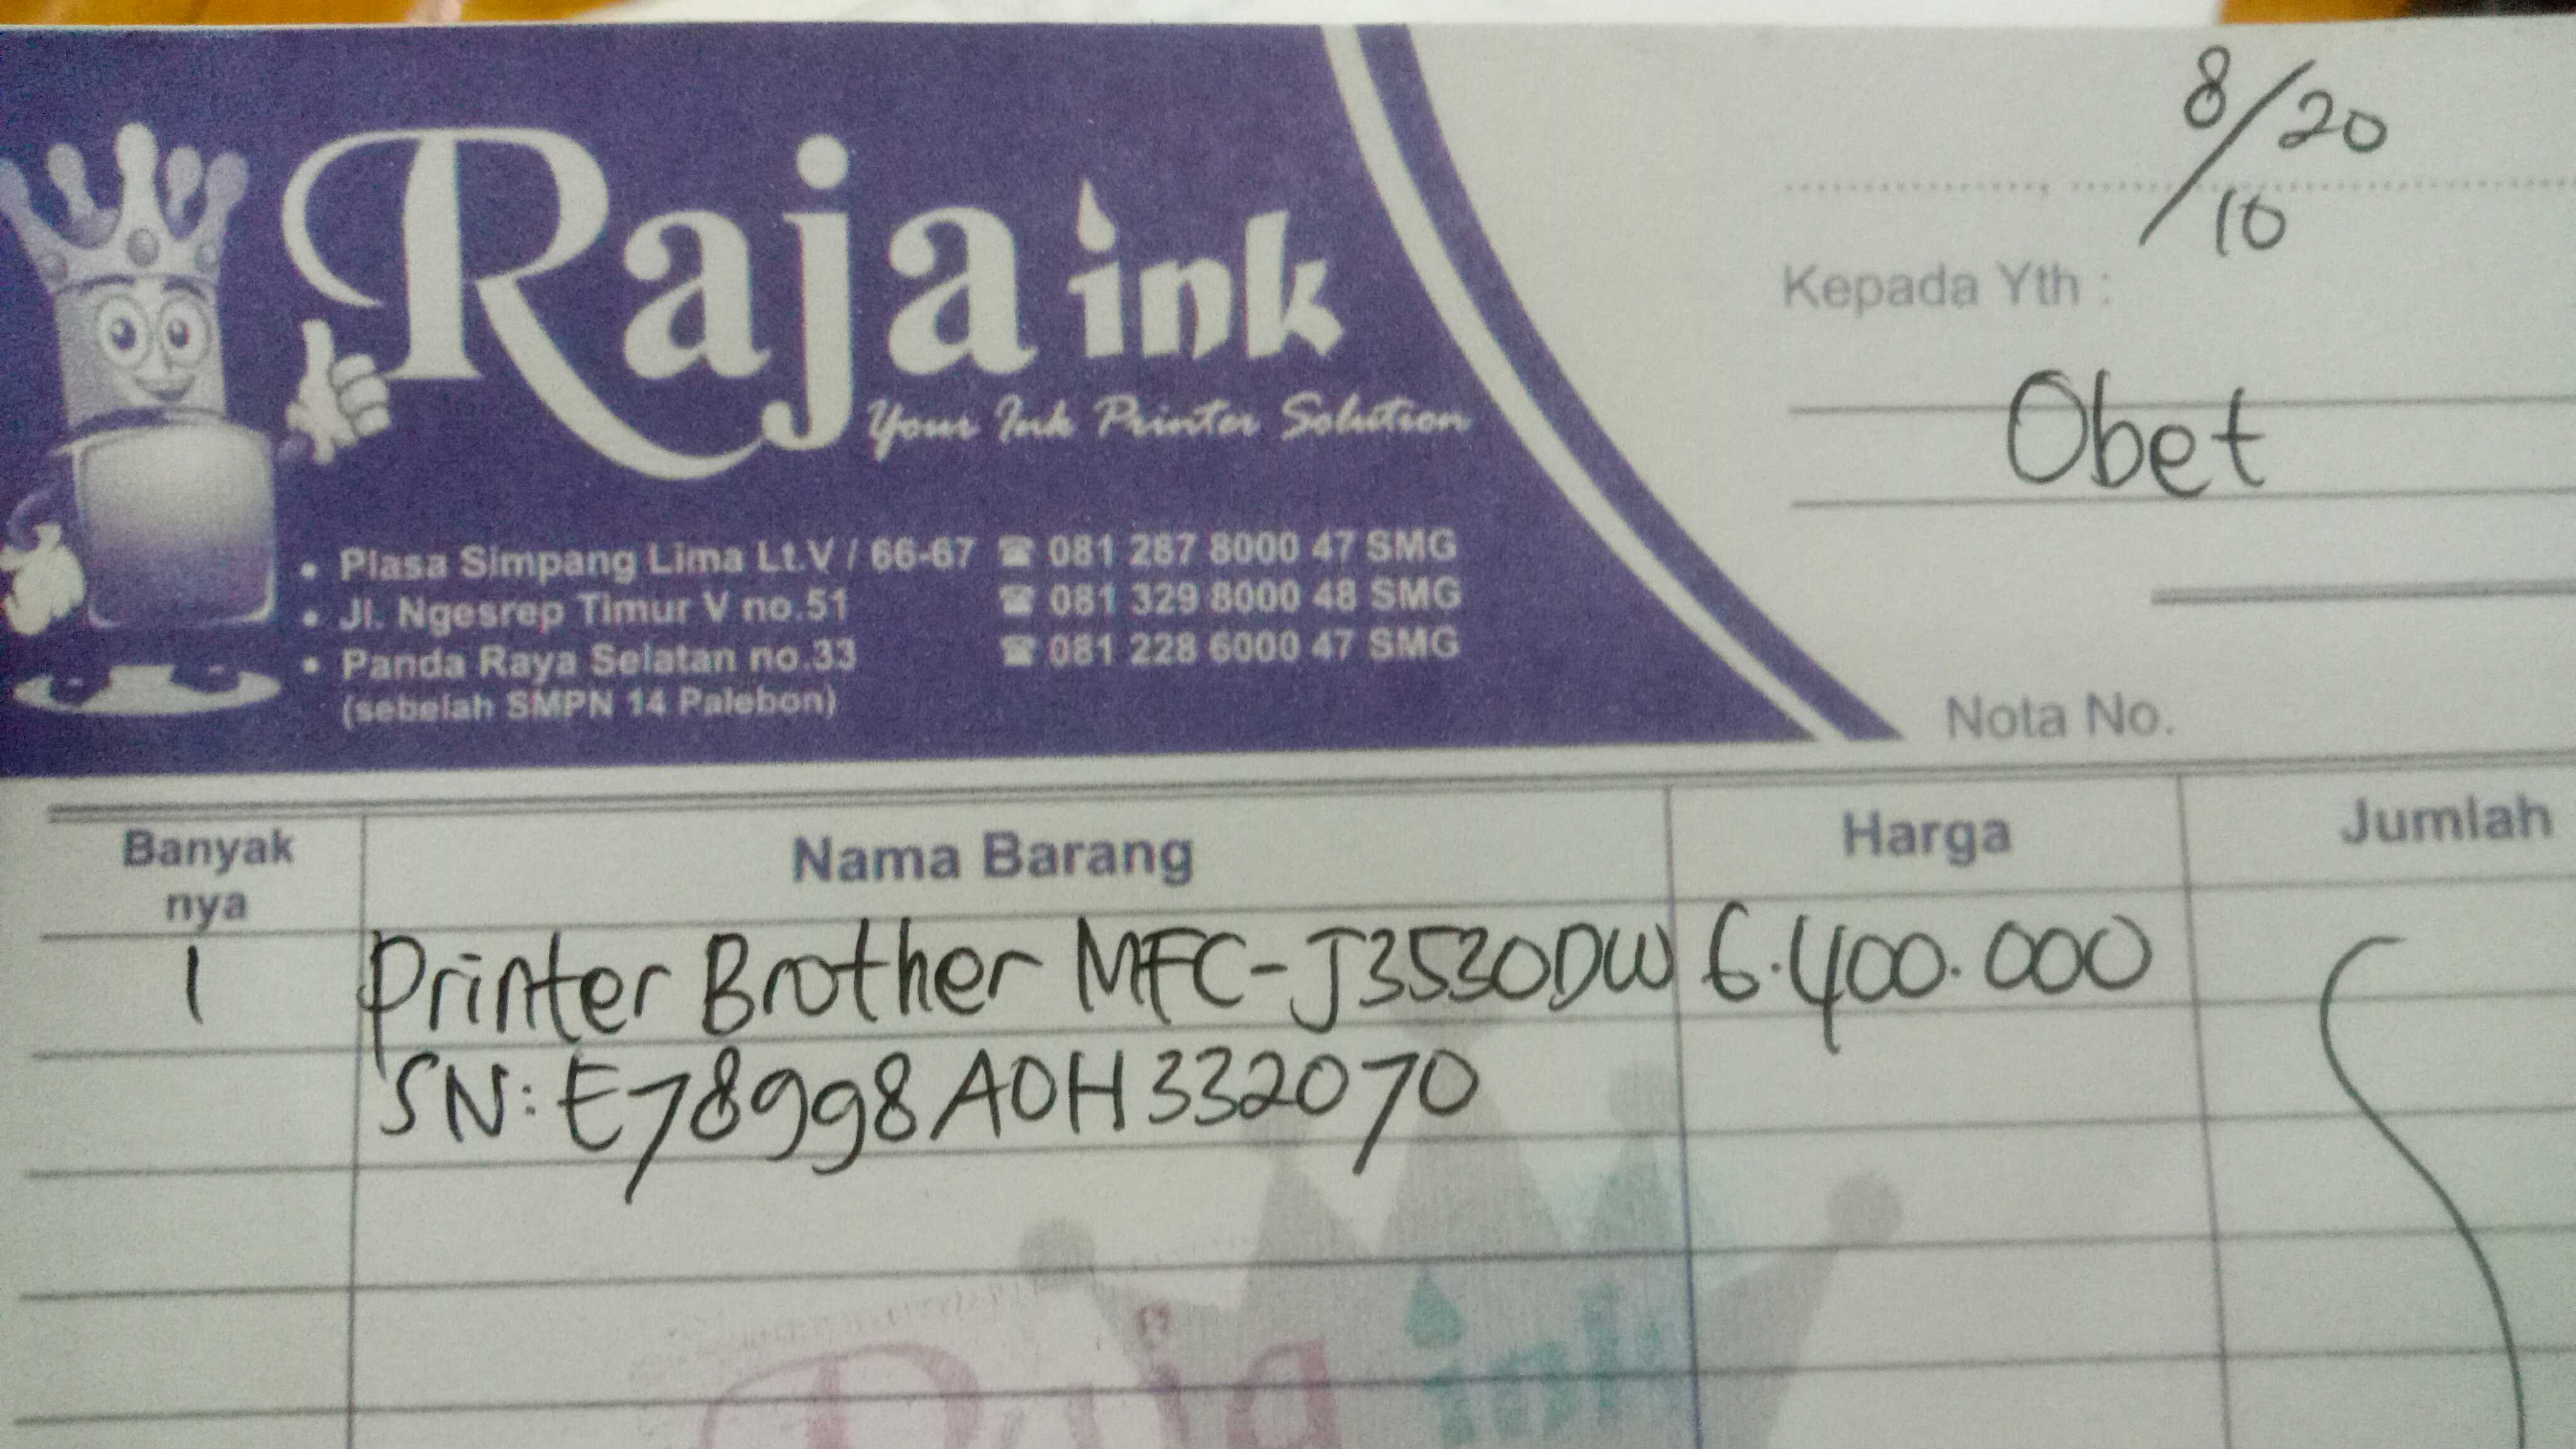 Raja ink
Your Ink Printer Solution
• Plasa Simpang Lima Lt.V / 66-67 ☎ 081 287 8000 47 SMG
• Jl. Ngesrep Timur V no.51 ☎ 081 329 8000 48 SMG
• Panda Raya Selatan no.33 ☎ 081 228 6000 47 SMG
(sebelah SMPN 14 Palebon)
8/10 20
Kepada Yth :
Obet
Nota No.
Banyak nya Nama Barang Harga Jumlah
1 Printer Brother MFC-J3530DW 6.400.000
SN: E78998A0H332070
Raja ink